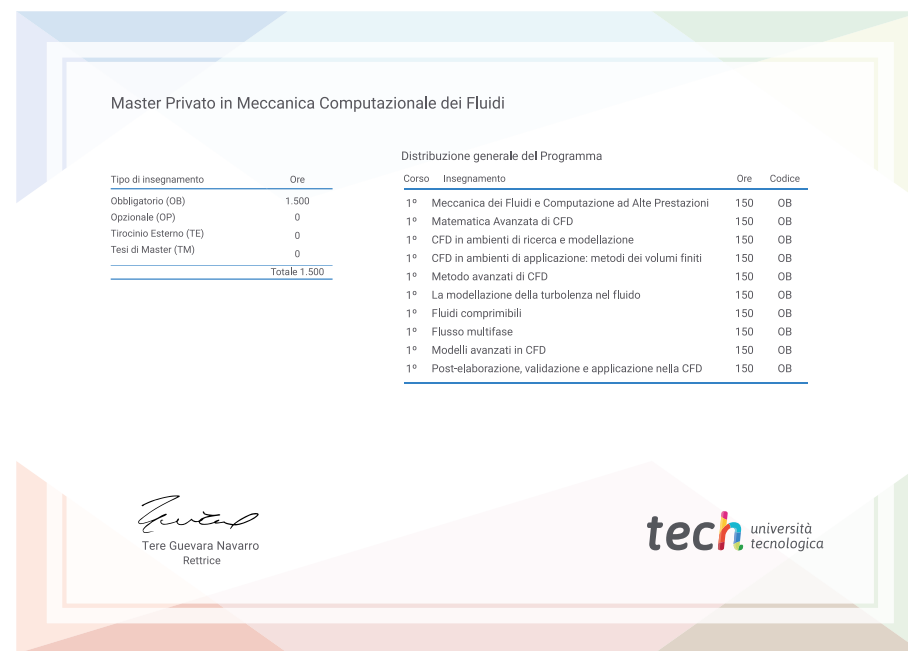 Master Privato in Meccanica Computazionale dei Fluidi
Tipo di insegnamento Ore
Obbligatorio (OB) 1.500
Opzionale (OP) 0
Tirocinio Esterno (TE) 0
Tesi di Master (TM) 0
Totale 1.500
Distribuzione generale del Programma
Corso Insegnamento Ore Codice
1º Meccanica dei Fluidi e Computazione ad Alte Prestazioni 150 OB
1º Matematica Avanzata di CFD 150 OB
1º CFD in ambienti di ricerca e modellazione 150 OB
1º CFD in ambienti di applicazione: metodi dei volumi finiti 150 OB
1º Metodo avanzati di CFD 150 OB
1º La modellazione della turbolenza nel fluido 150 OB
1º Fluidi comprimibili 150 OB
1º Flusso multifase 150 OB
1º Modelli avanzati in CFD 150 OB
1º Post-elaborazione, validazione e applicazione nella CFD 150 OB
Tere Guevara Navarro
Rettrice
tech università
tecnologica